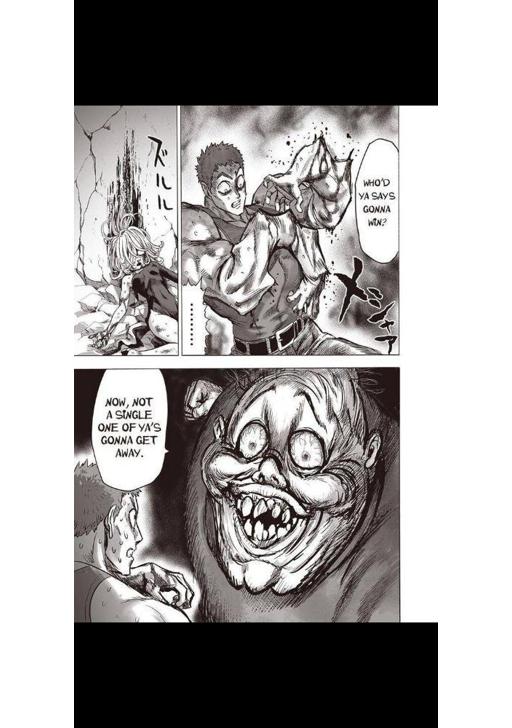 WHO'D
YA SAYS
GONNA
WIN?
メシャァ
ズルル
………
NOW, NOT
A SINGLE
ONE OF YA'S
GONNA GET
AWAY.